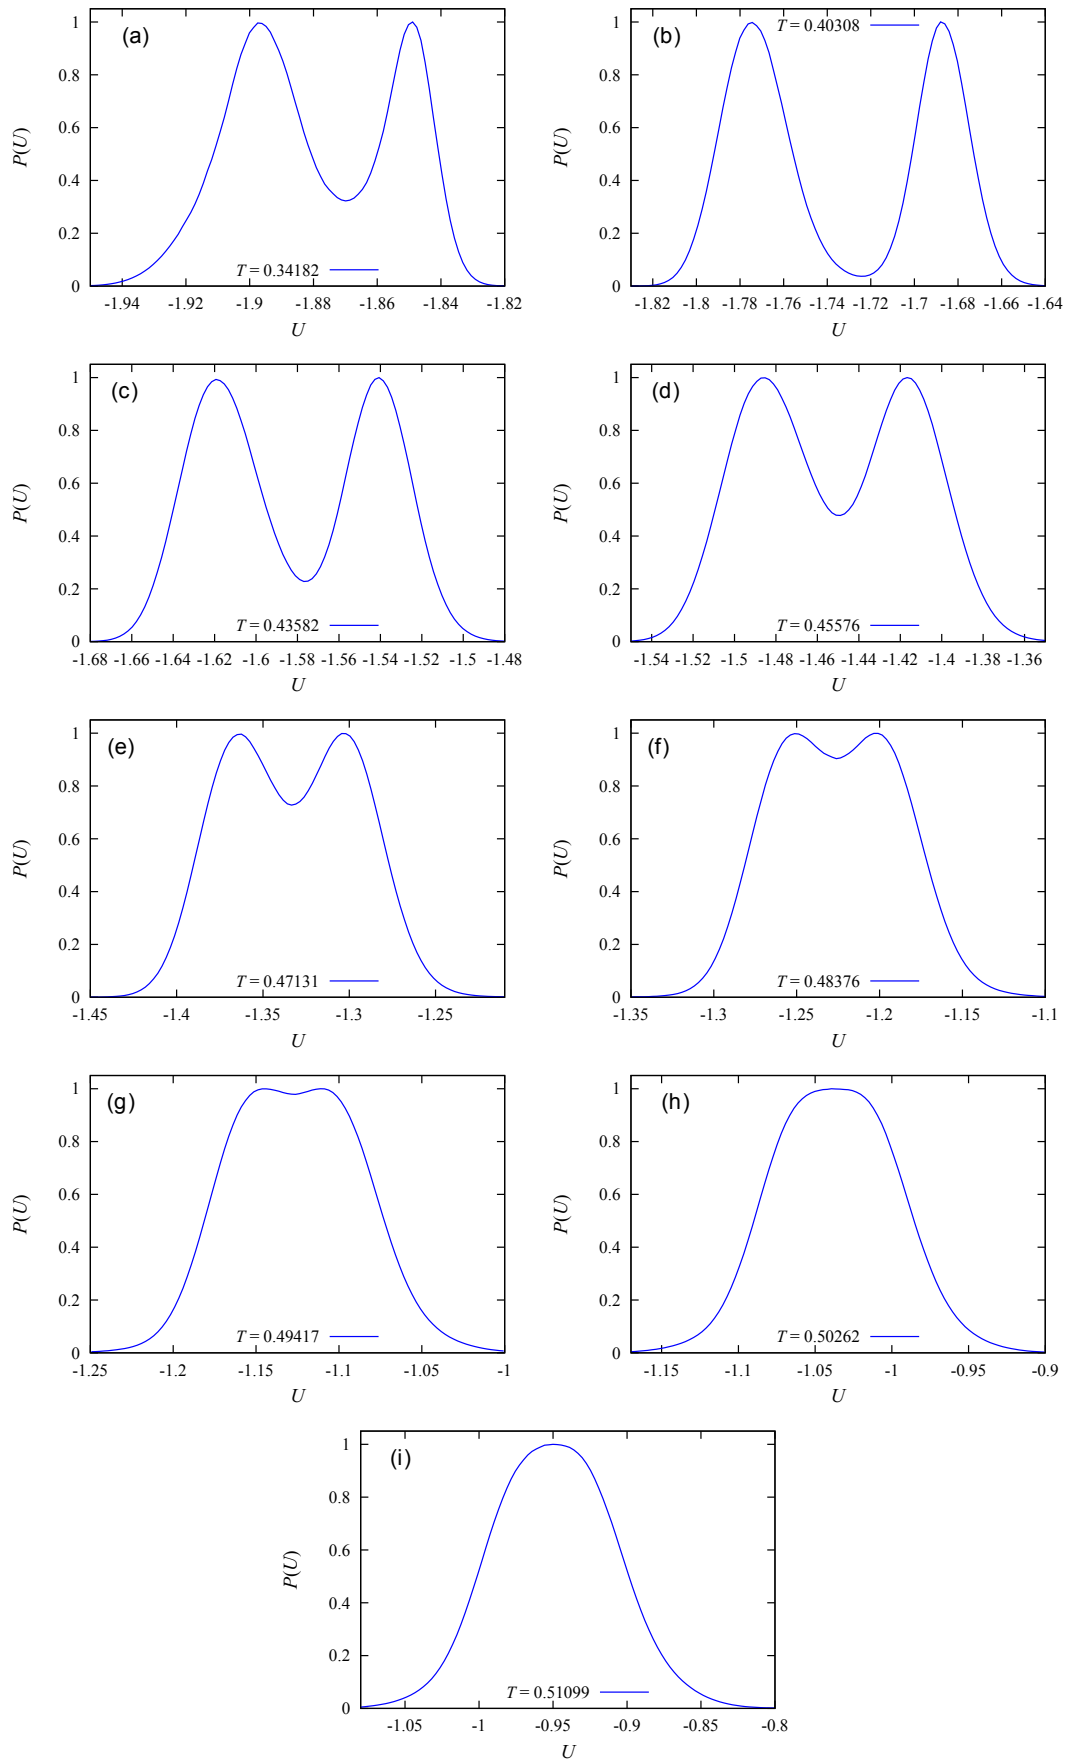 (a)
P(U)
1
0.8
0.6
0.4
0.2
0
T = 0.34182
-1.94 -1.92 -1.9 -1.88 -1.86 -1.84 -1.82
U
(b)
P(U)
1
0.8
0.6
0.4
0.2
0
T = 0.40308
-1.82 -1.8 -1.78 -1.76 -1.74 -1.72 -1.7 -1.68 -1.66 -1.64
U
(c)
P(U)
1
0.8
0.6
0.4
0.2
0
T = 0.43582
-1.68 -1.66 -1.64 -1.62 -1.6 -1.58 -1.56 -1.54 -1.52 -1.5 -1.48
U
(d)
P(U)
1
0.8
0.6
0.4
0.2
0
T = 0.45576
-1.54 -1.52 -1.5 -1.48 -1.46 -1.44 -1.42 -1.4 -1.38 -1.36
U
(e)
P(U)
1
0.8
0.6
0.4
0.2
0
T = 0.47131
-1.45 -1.4 -1.35 -1.3 -1.25
U
(f)
P(U)
1
0.8
0.6
0.4
0.2
0
T = 0.48376
-1.35 -1.3 -1.25 -1.2 -1.15 -1.1
U
(g)
P(U)
1
0.8
0.6
0.4
0.2
0
T = 0.49417
-1.25 -1.2 -1.15 -1.1 -1.05 -1
U
(h)
P(U)
1
0.8
0.6
0.4
0.2
0
T = 0.50262
-1.15 -1.1 -1.05 -1 -0.95 -0.9
U
(i)
P(U)
1
0.8
0.6
0.4
0.2
0
T = 0.51099
-1.05 -1 -0.95 -0.9 -0.85 -0.8
U